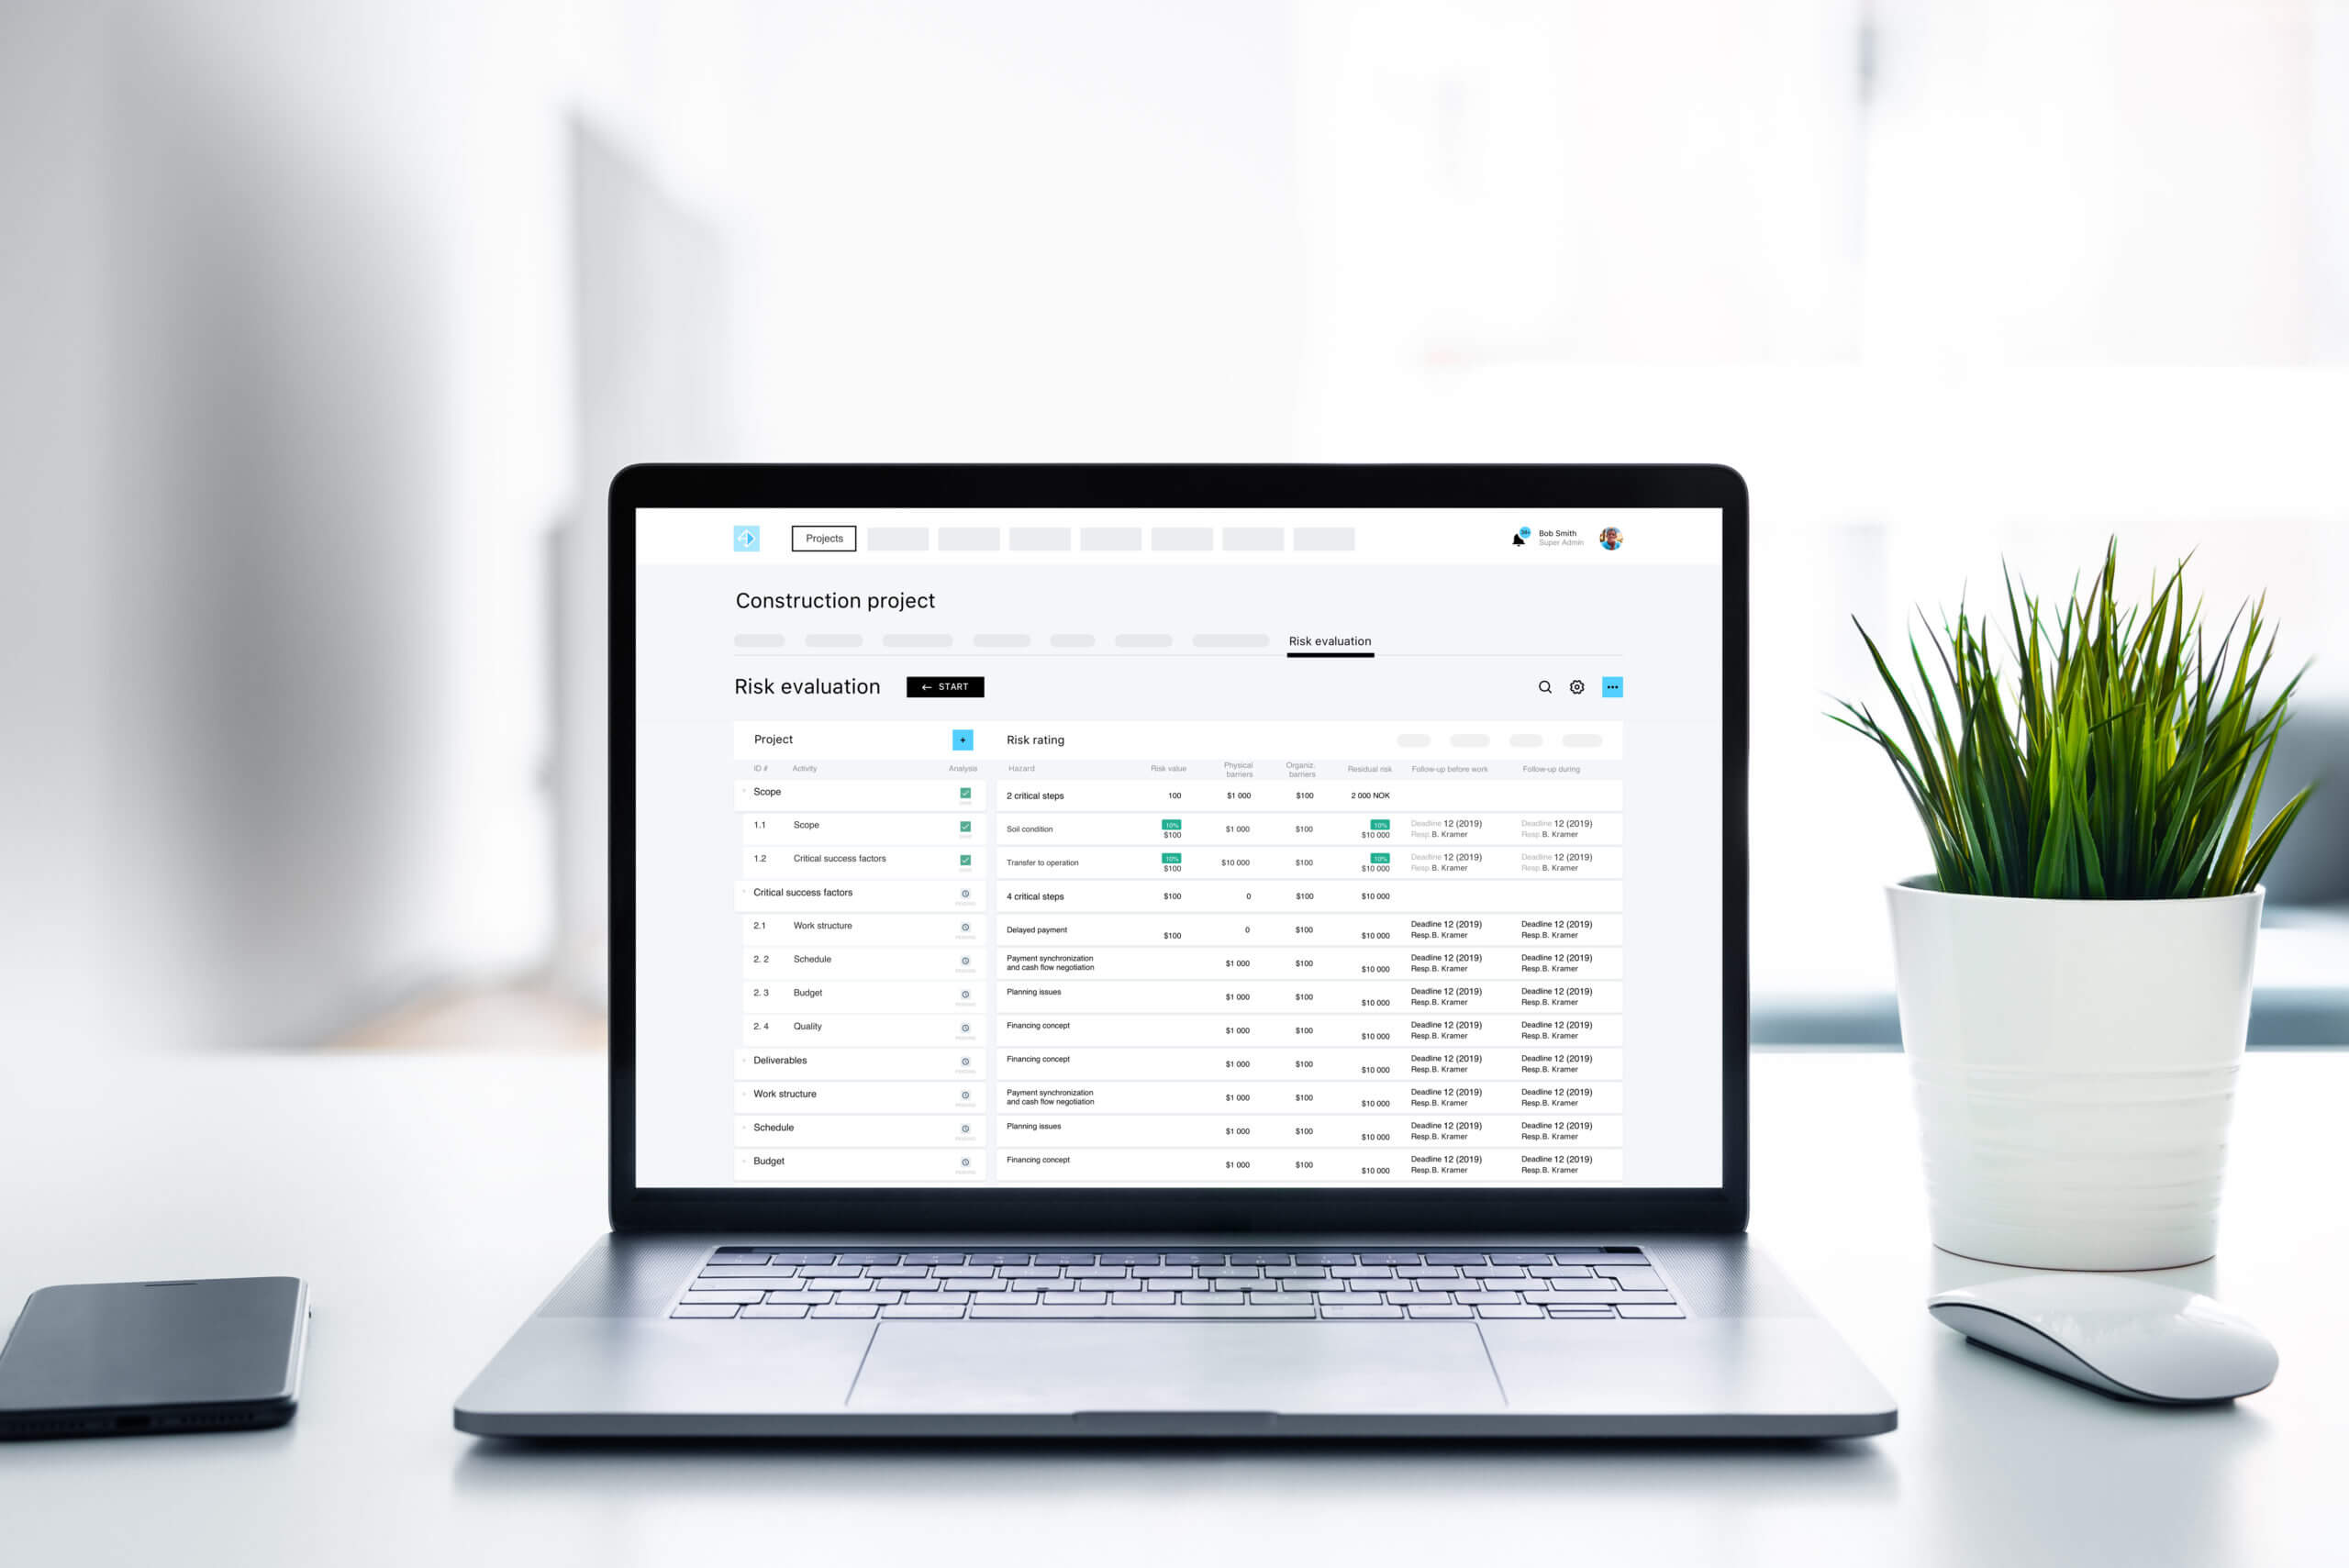 Projects
Bob Smith
Super Admin
Construction project
Risk evaluation
Risk evaluation
← START
Project + Risk rating
ID # Activity Analysis Hazard Risk value Physical barriers Organiz. barriers Residual risk Follow-up before work Follow-up during
Scope 2 critical steps 100 $1 000 $100 2 000 NOK
1.1 Scope Soil condition 10% $100 $1 000 $100 10% $10 000 Deadline 12 (2019) Resp. B. Kramer Deadline 12 (2019) Resp. B. Kramer
1.2 Critical success factors Transfer to operation 10% $100 $10 000 $100 10% $10 000 Deadline 12 (2019) Resp. B. Kramer Deadline 12 (2019) Resp. B. Kramer
Critical success factors 4 critical steps $100 0 $100 $10 000
2.1 Work structure Delayed payment $100 0 $100 $10 000 Deadline 12 (2019) Resp.B. Kramer Deadline 12 (2019) Resp.B. Kramer
2. 2 Schedule Payment synchronization and cash flow negotiation $1 000 $100 $10 000 Deadline 12 (2019) Resp.B. Kramer Deadline 12 (2019) Resp.B. Kramer
2. 3 Budget Planning issues $1 000 $100 $10 000 Deadline 12 (2019) Resp.B. Kramer Deadline 12 (2019) Resp.B. Kramer
2. 4 Quality Financing concept $1 000 $100 $10 000 Deadline 12 (2019) Resp.B. Kramer Deadline 12 (2019) Resp.B. Kramer
Deliverables Financing concept $1 000 $100 $10 000 Deadline 12 (2019) Resp.B. Kramer Deadline 12 (2019) Resp.B. Kramer
Work structure Payment synchronization and cash flow negotiation $1 000 $100 $10 000 Deadline 12 (2019) Resp.B. Kramer Deadline 12 (2019) Resp.B. Kramer
Schedule Planning issues $1 000 $100 $10 000 Deadline 12 (2019) Resp.B. Kramer Deadline 12 (2019) Resp.B. Kramer
Budget Financing concept $1 000 $100 $10 000 Deadline 12 (2019) Resp.B. Kramer Deadline 12 (2019) Resp.B. Kramer